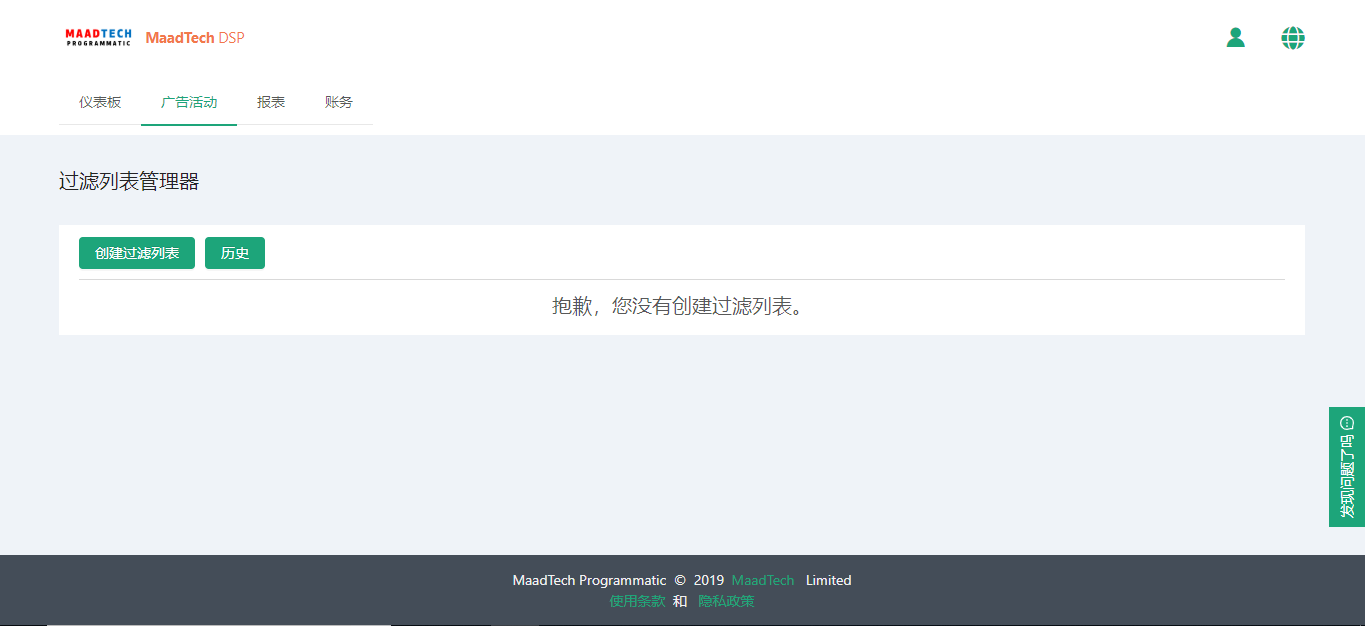 MAADTECH
PROGRAMMATIC
MaadTech DSP
仪表板 广告活动 报表 账务
过滤列表管理器
创建过滤列表 历史
抱歉，您没有创建过滤列表。
发现问题了吗
MaadTech Programmatic © 2019 MaadTech Limited
使用条款 和 隐私政策